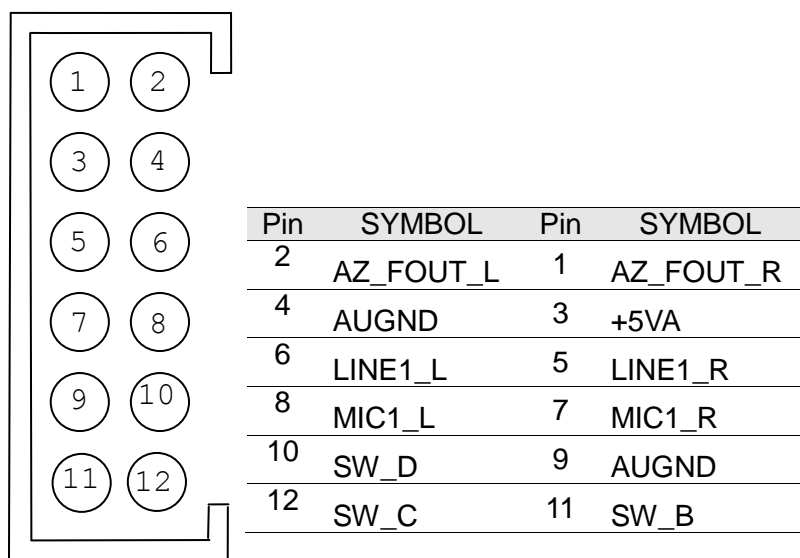 1 2
3 4
5 6
7 8
9 10
11 12
Pin SYMBOL Pin SYMBOL
2 AZ_FOUT_L 1 AZ_FOUT_R
4 AUGND 3 +5VA
6 LINE1_L 5 LINE1_R
8 MIC1_L 7 MIC1_R
10 SW_D 9 AUGND
12 SW_C 11 SW_B